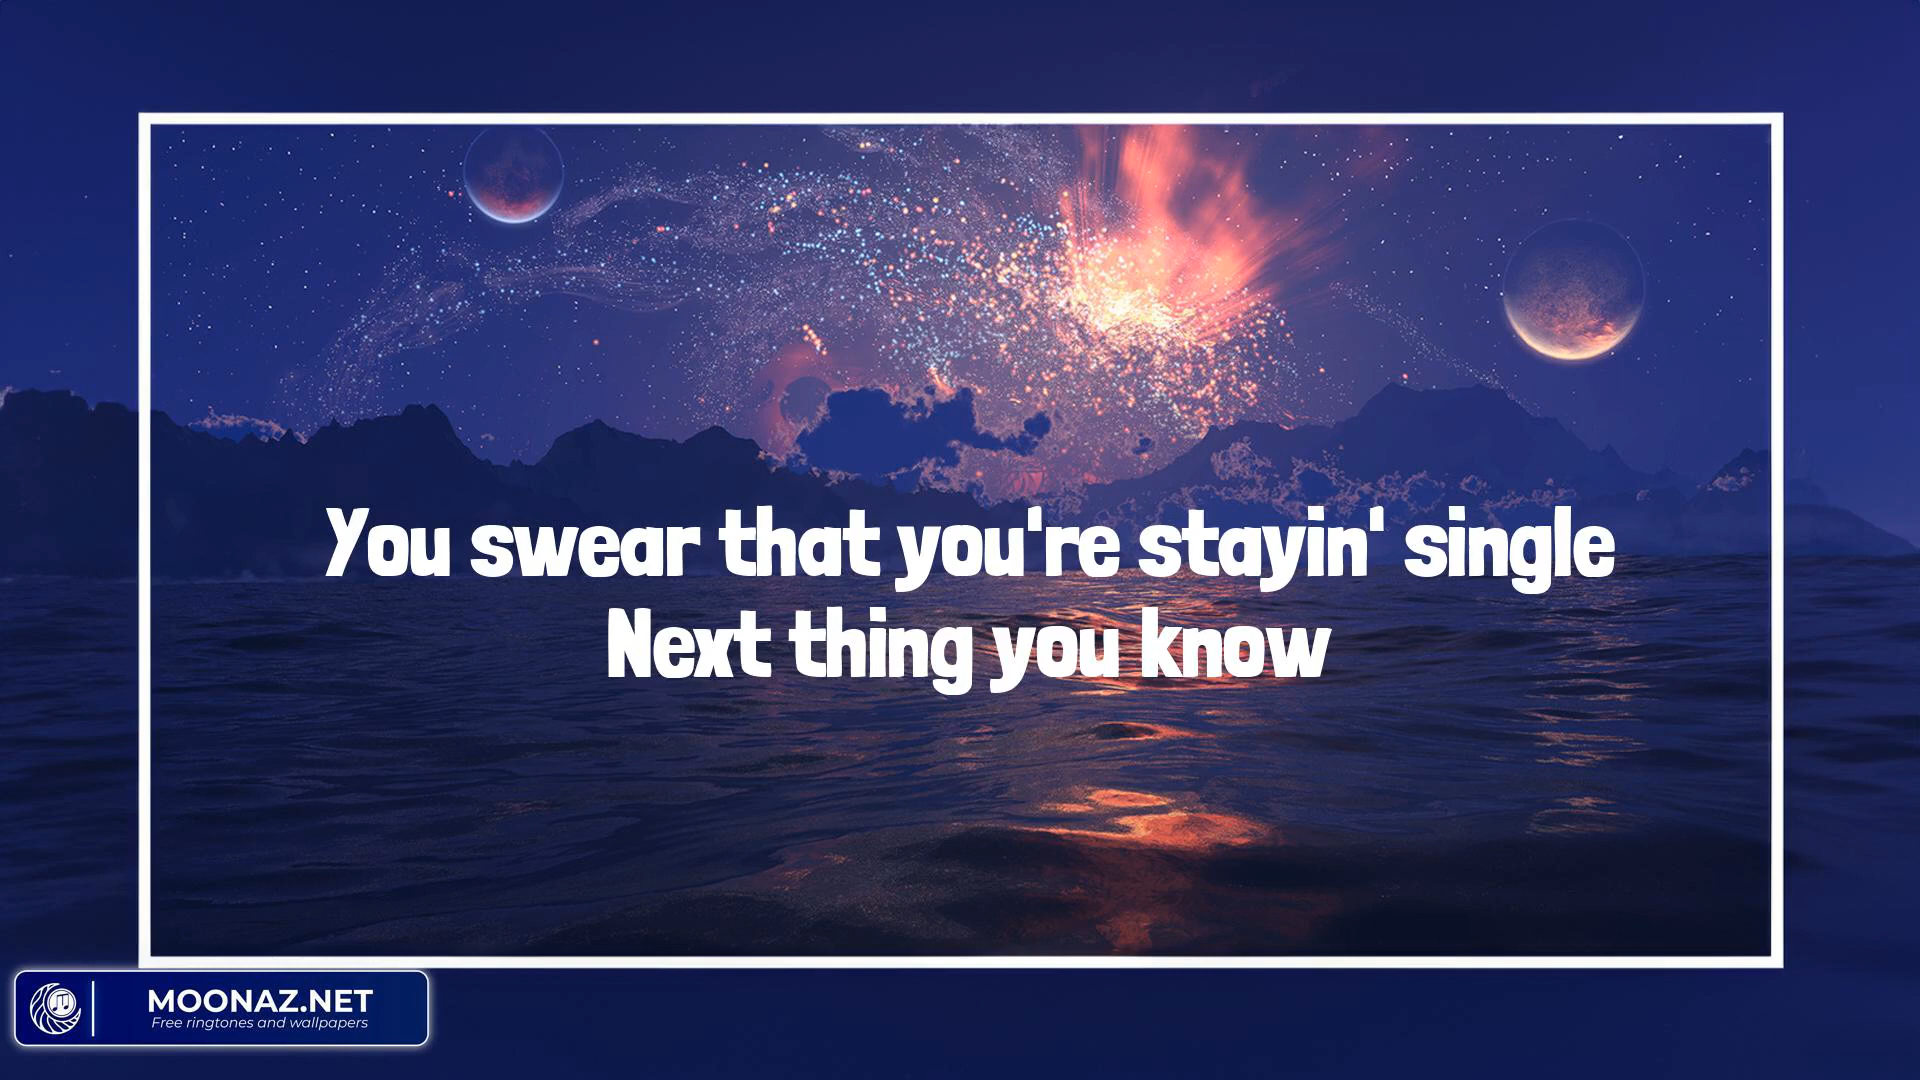 You swear that you're stayin' single
Next thing you know
MOONAZ.NET
Free ringtones and wallpapers